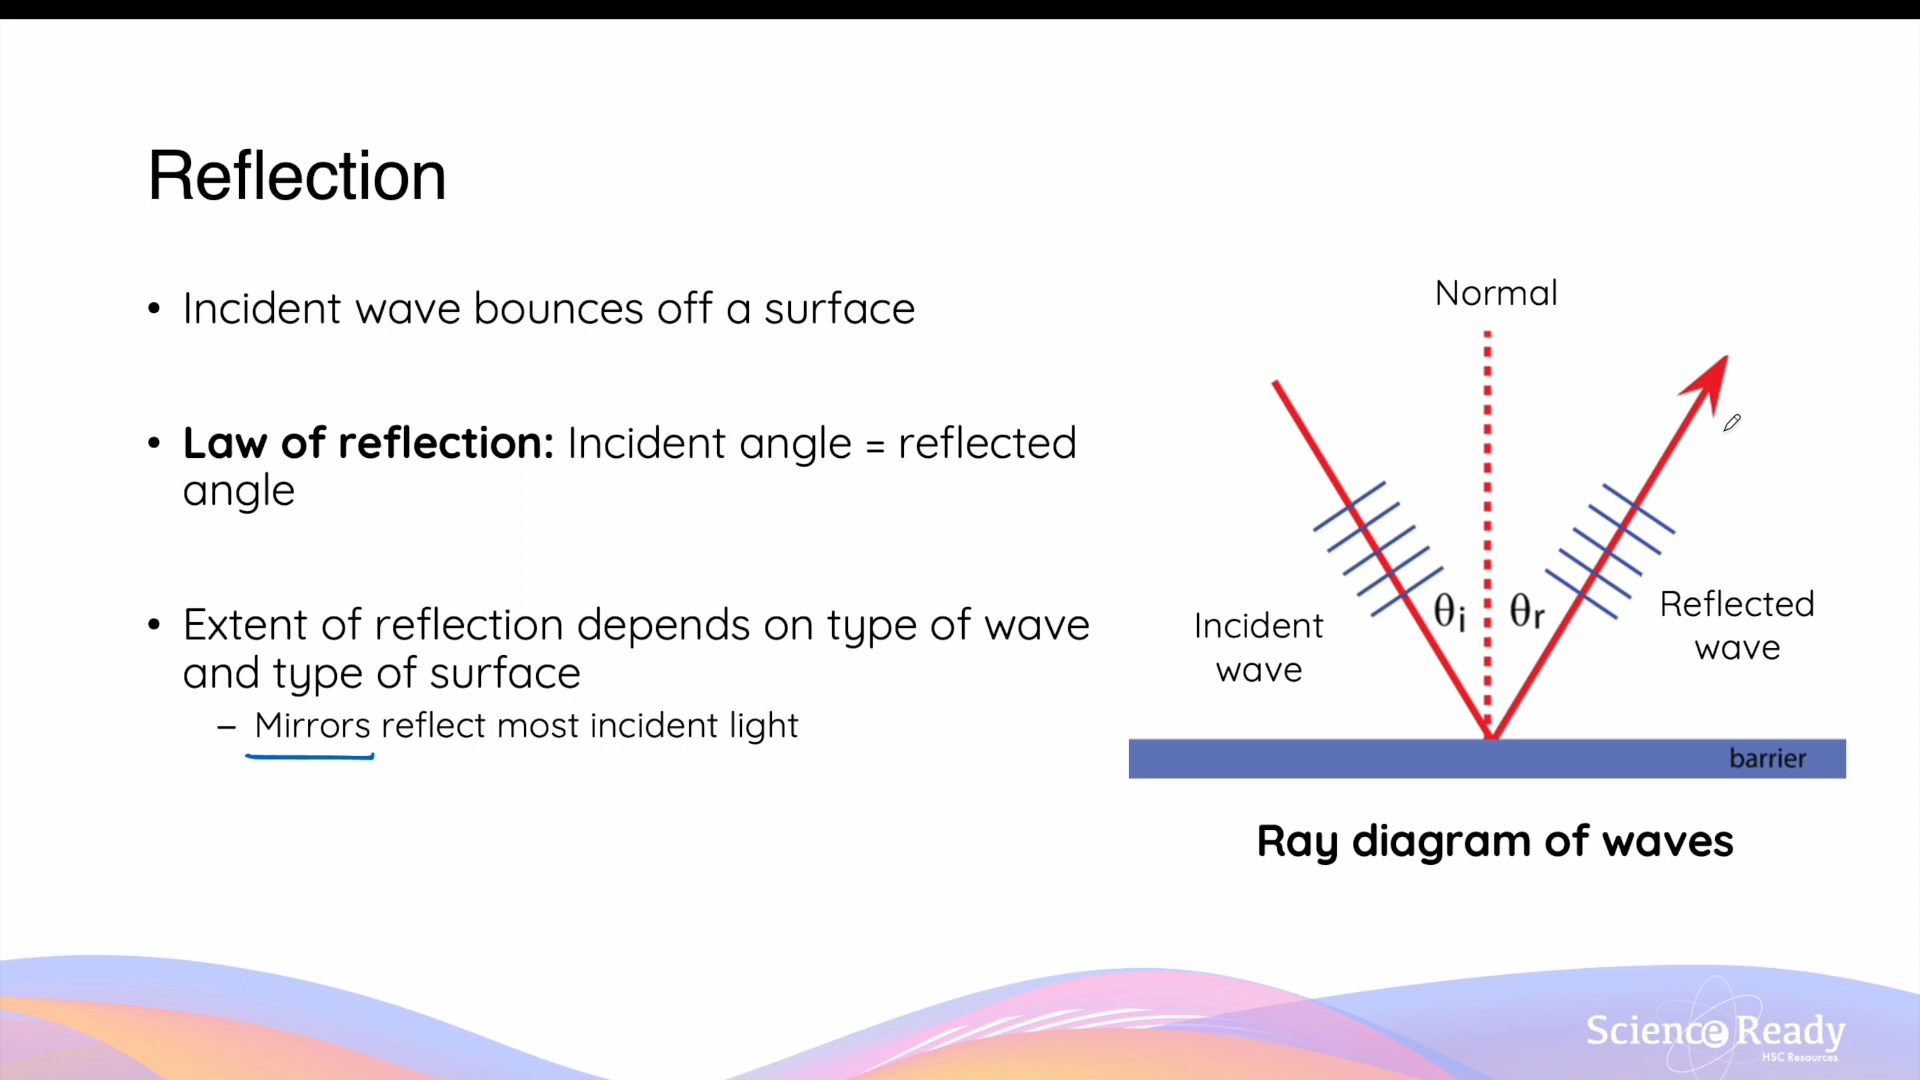 Reflection
• Incident wave bounces off a surface
• Law of reflection: Incident angle = reflected
angle
• Extent of reflection depends on type of wave
and type of surface
– Mirrors reflect most incident light
Normal
θi
θr
Incident
wave
Reflected
wave
barrier
Ray diagram of waves
Science Ready
HSC Resources